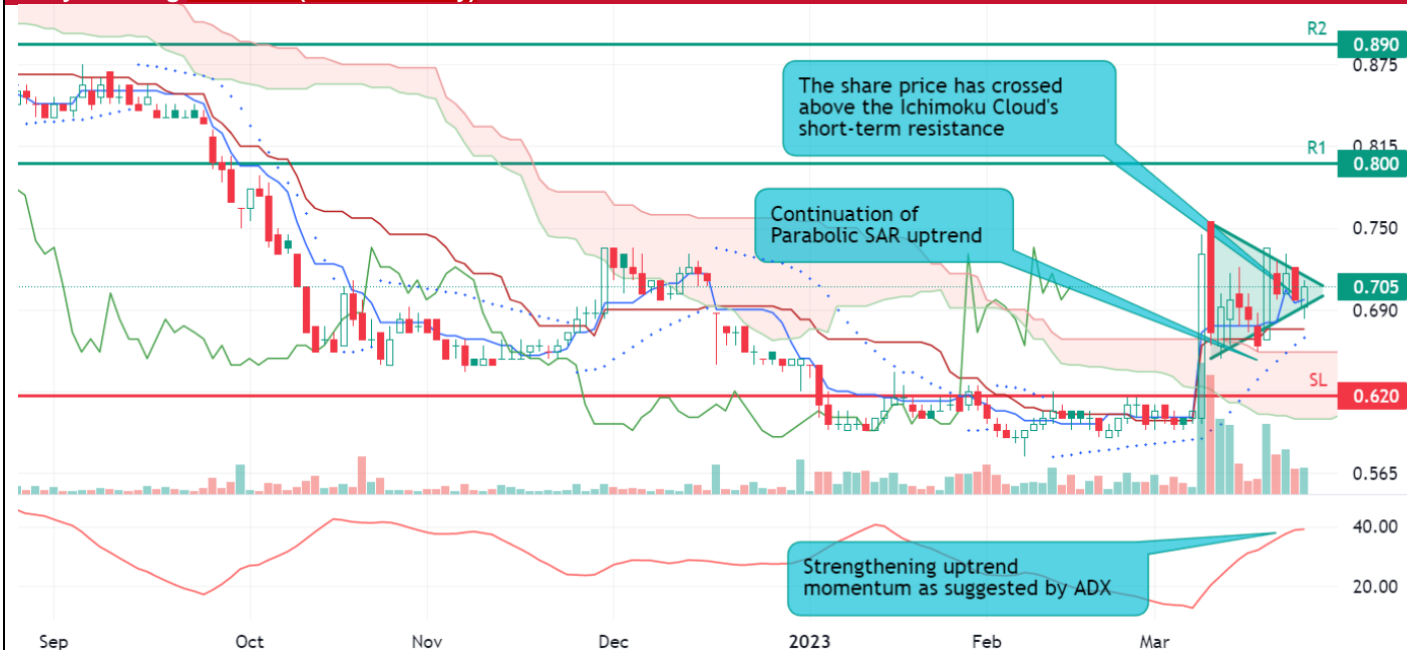 R2
0.890
0.875
The share price has crossed
above the Ichimoku Cloud's
short-term resistance
0.815
R1
0.800
Continuation of
Parabolic SAR uptrend
0.750
0.705
0.690
SL
0.620
0.565
40.00
Strengthening uptrend
momentum as suggested by ADX
20.00
Sep Oct Nov Dec 2023 Feb Mar